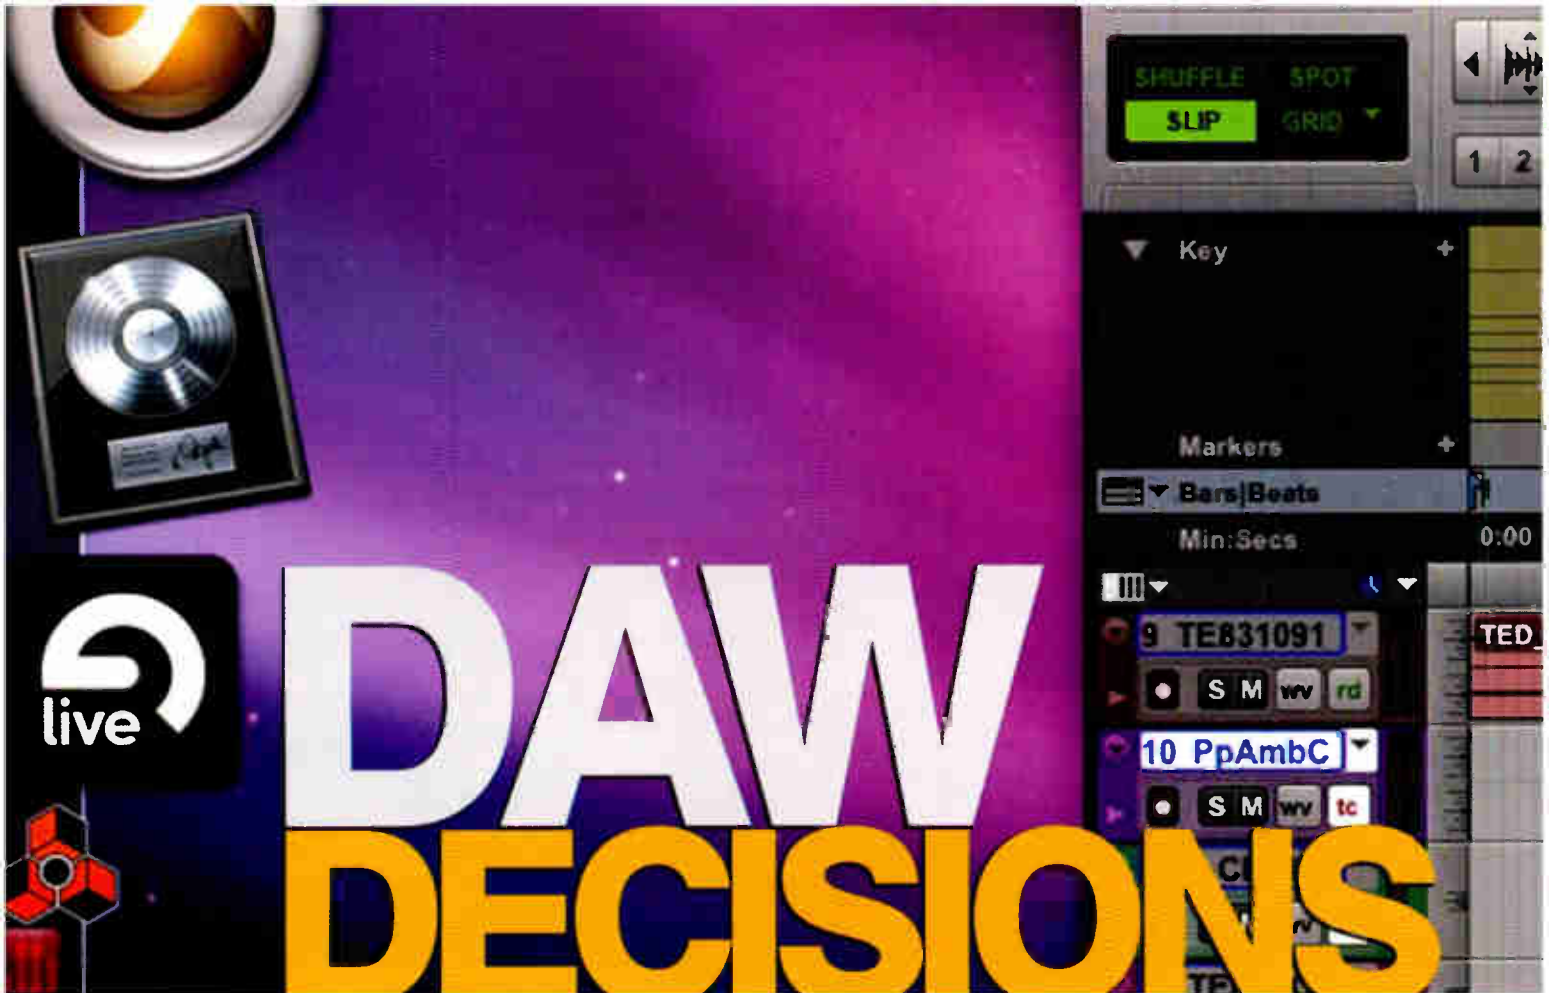 SHUFFLE SPOT
SLIP GRID
1 2
Key
Markers
Bars|Beats
Min:Secs 0:00
live
DAW
DECISIONS
9 TE831091
TED_
S M wv rd
10 PpAmbC
S M wv tc